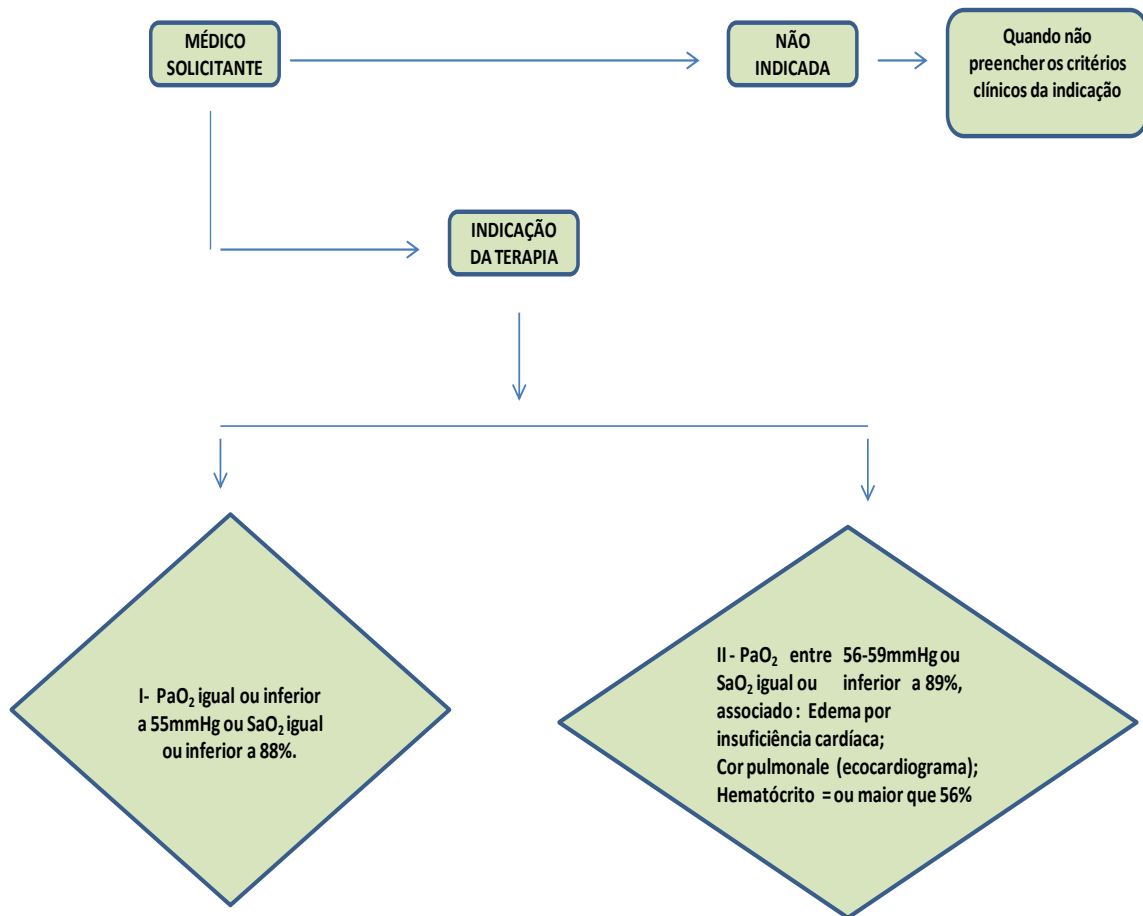 MÉDICO
SOLICITANTE
NÃO
INDICADA
Quando não
preencher os critérios
clínicos da indicação
INDICAÇÃO
DA TERAPIA
I- PaO₂ igual ou inferior
a 55mmHg ou SaO₂ igual
ou inferior a 88%.
II - PaO₂ entre 56-59mmHg ou
SaO₂ igual ou inferior a 89%,
associado : Edema por
insuficiência cardíaca;
Cor pulmonale (ecocardiograma);
Hematócrito = ou maior que 56%